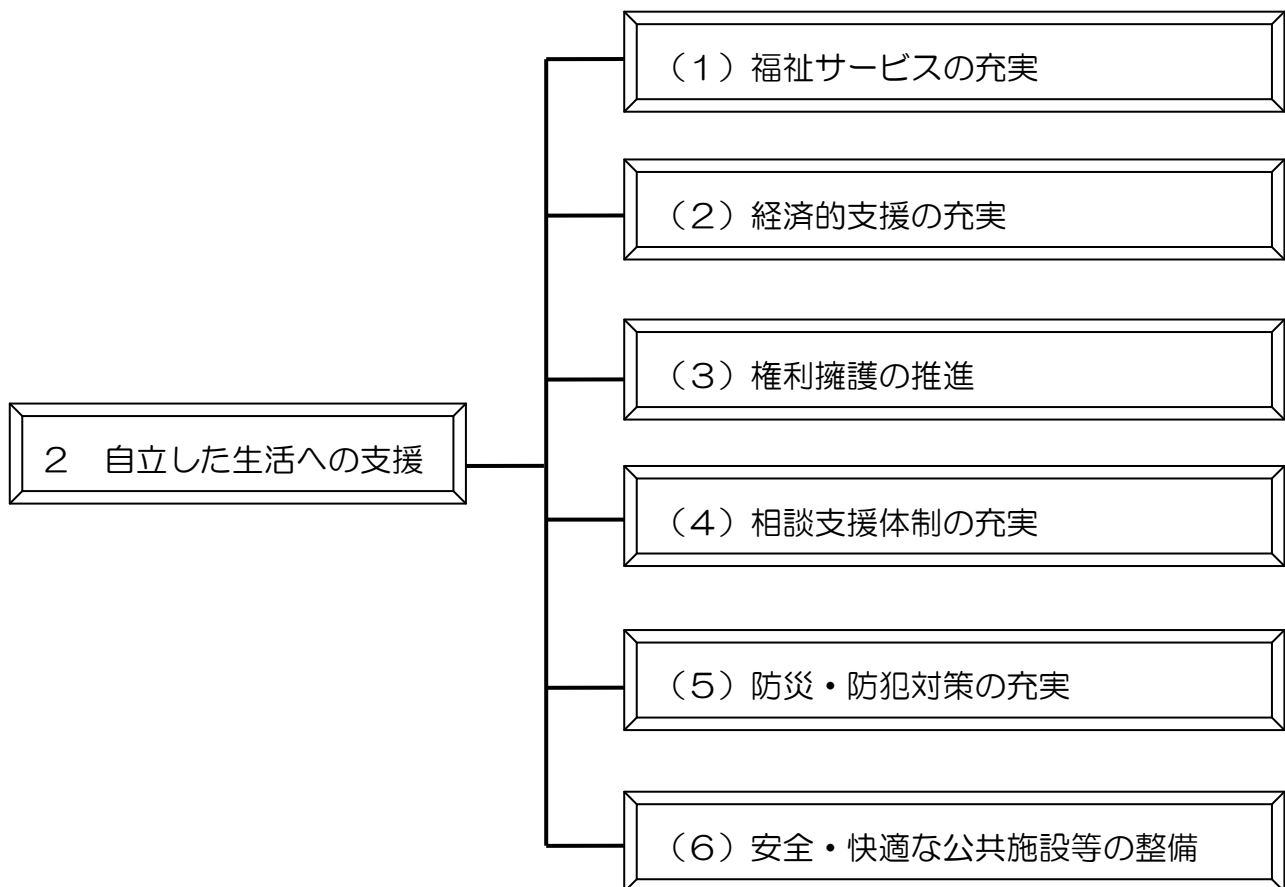 （1）福祉サービスの充実
（2）経済的支援の充実
（3）権利擁護の推進
2　自立した生活への支援
（4）相談支援体制の充実
（5）防災・防犯対策の充実
（6）安全・快適な公共施設等の整備